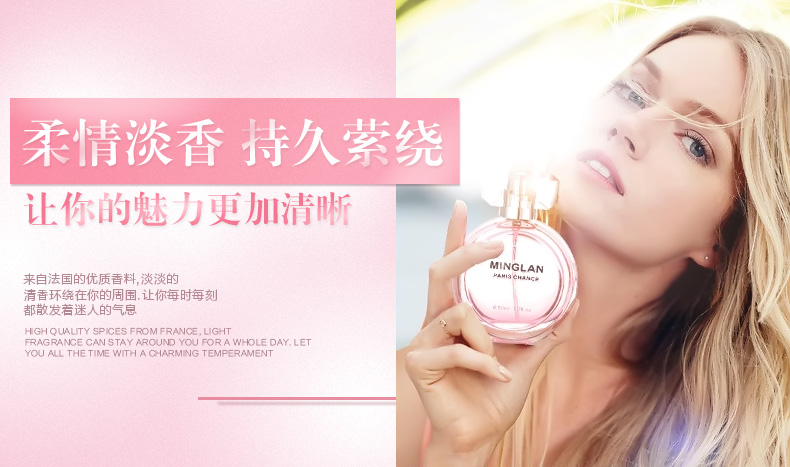 柔情淡香 持久萦绕
让你的魅力更加清晰
来自法国的优质香料,淡淡的
清香环绕在你的周围.让你每时每刻
都散发着迷人的气息
HIGH QUALITY SPICES FROM FRANCE, LIGHT
FRAGRANCE CAN STAY AROUND YOU FOR A WHOLE DAY. LET
YOU ALL THE TIME WITH A CHARMING TEMPERAMENT
MINGLAN
PARIS CHANCE